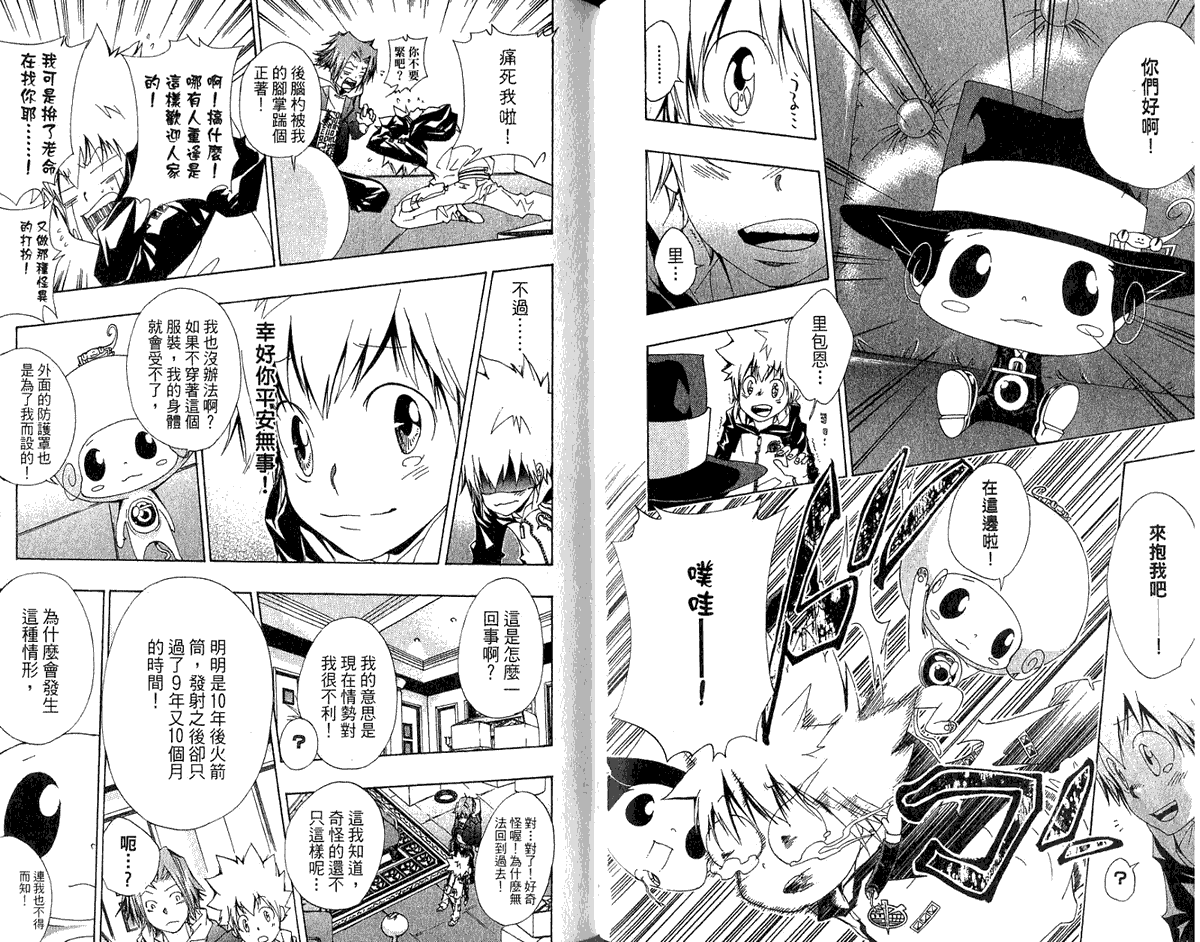 你們好啊！
……
里…
里包恩…
來抱我吧——！
？
在這邊啦！
噗哇——！
痛死我啦！
你不要
緊吧？
後腦杓被我
的腳掌踹個
正著！
啊！搞什麼！
哪有人重逢是
這樣歡迎人家
的！
我可是拚了老命
在找你耶……！
又做那種怪異
的打扮！
不過……
幸好你平安無事！
我也沒辦法啊？
如果不穿著這個
服裝，我的身體
就會受不了，
外面的防護罩也
是為了我而設的！
這是怎麼一
回事啊？
我的意思是
現在情勢對
我很不利！
？
明明是10年後火箭
筒，發射之後卻只
過了9年又10個月
的時間！
為什麼會發生
這種情形，
對…對了！好奇
怪喔！為什麼無
法回到過去！
這我知道，
奇怪的還不
只這樣呢…
呃…？
連我也不得
而知！